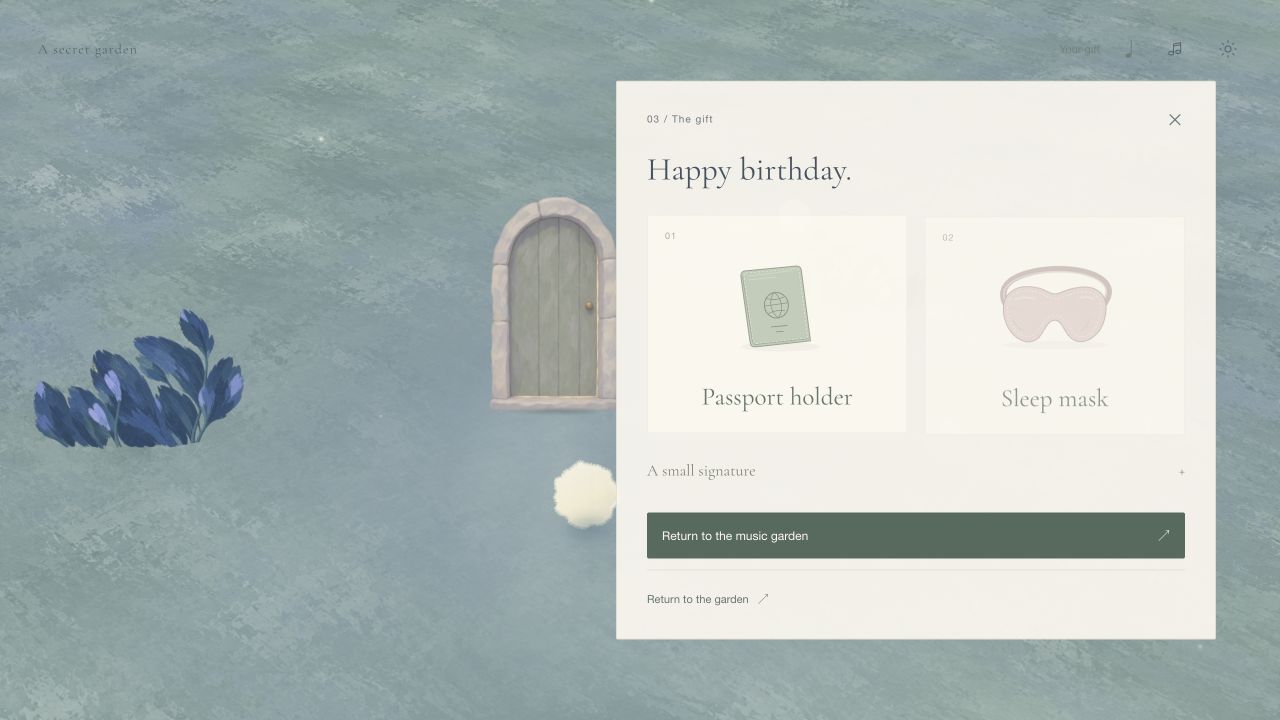 A secret garden
Your gift
03 / The gift
Happy birthday.
01
Passport holder
02
Sleep mask
A small signature
+
Return to the music garden
Return to the garden